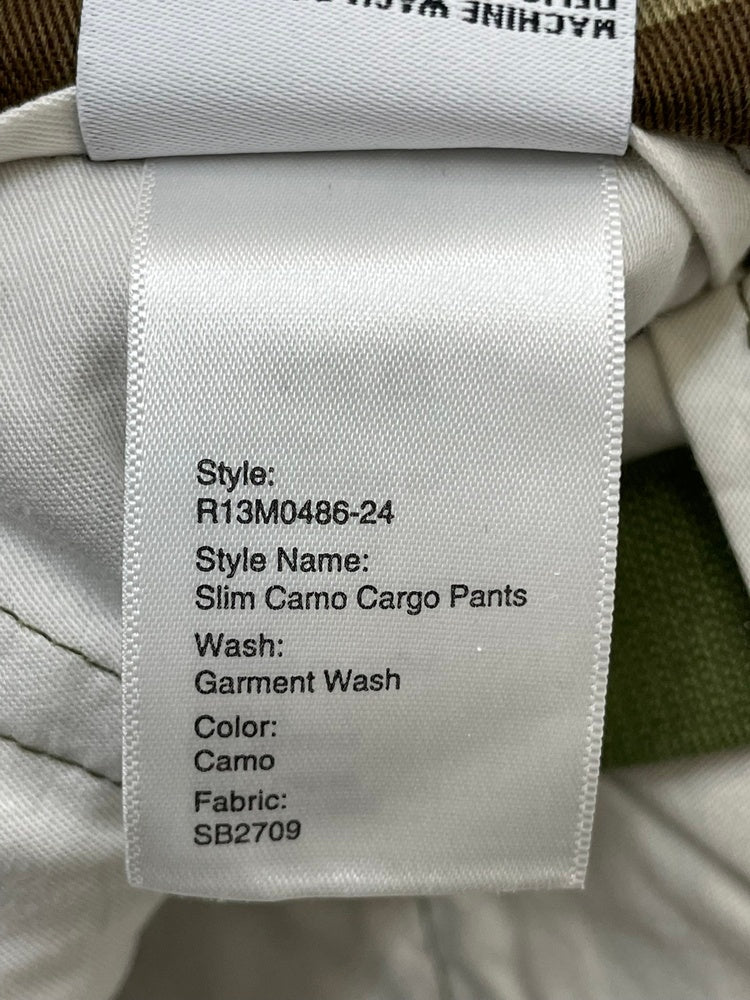 MACHINE WASH
Style:
R13M0486-24
Style Name:
Slim Camo Cargo Pants
Wash:
Garment Wash
Color:
Camo
Fabric:
SB2709